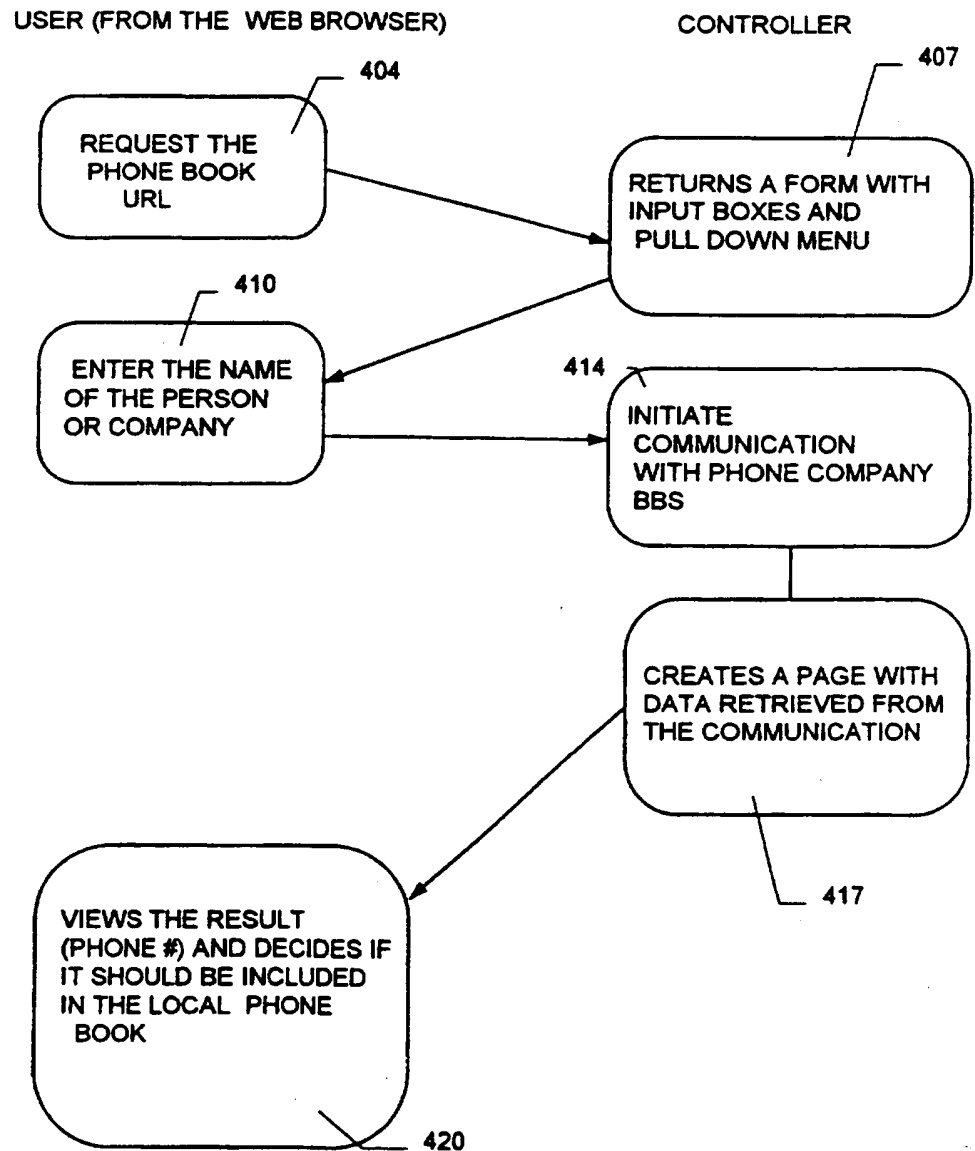 USER (FROM THE WEB BROWSER)
CONTROLLER
404
REQUEST THE
PHONE BOOK
URL
407
RETURNS A FORM WITH
INPUT BOXES AND
PULL DOWN MENU
410
ENTER THE NAME
OF THE PERSON
OR COMPANY
414
INITIATE
COMMUNICATION
WITH PHONE COMPANY
BBS
CREATES A PAGE WITH
DATA RETRIEVED FROM
THE COMMUNICATION
417
VIEWS THE RESULT
(PHONE #) AND DECIDES IF
IT SHOULD BE INCLUDED
IN THE LOCAL PHONE
BOOK
420